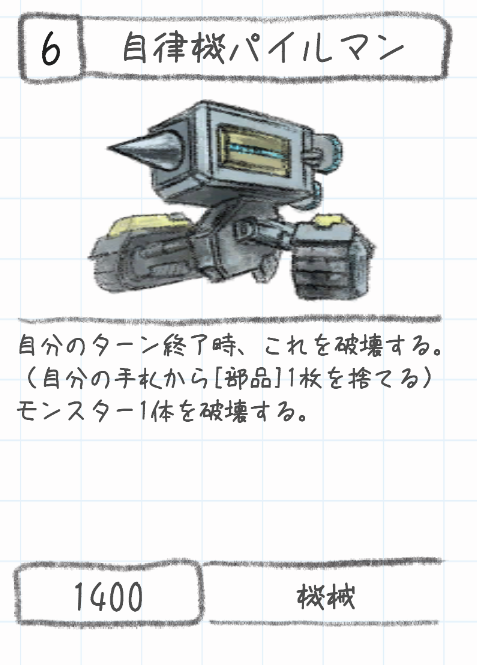 6 自律機パイルマン
自分のターン終了時、これを破壊する。
（自分の手札から[部品]1枚を捨てる）
モンスター1体を破壊する。
1400 機械